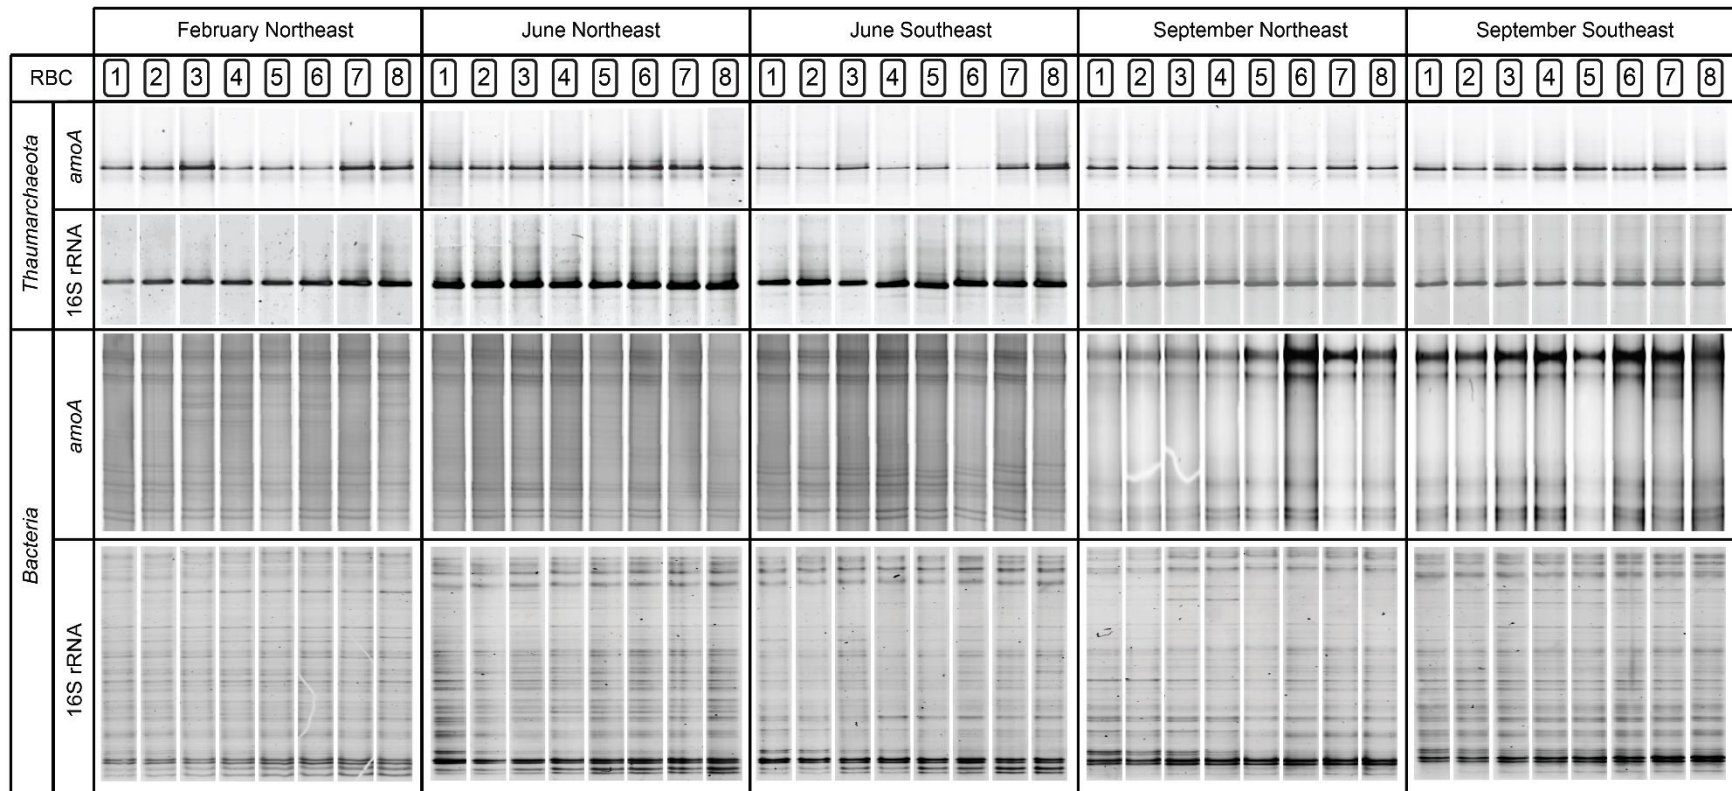 February Northeast June Northeast June Southeast September Northeast September Southeast
RBC 1 2 3 4 5 6 7 8 1 2 3 4 5 6 7 8 1 2 3 4 5 6 7 8 1 2 3 4 5 6 7 8 1 2 3 4 5 6 7 8
Thaumarchaeota
amoA
16S rRNA
Bacteria
amoA
16S rRNA